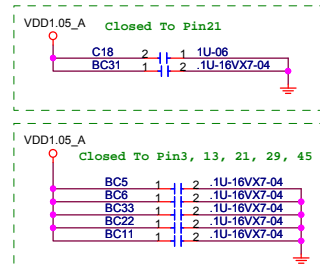 VDD1.05_A Closed To Pin21
C18 2 1 1U-06
BC31 1 2 .1U-16VX7-04
VDD1.05_A
Closed To Pin3, 13, 21, 29, 45
BC5 1 2 .1U-16VX7-04
BC6 1 2 .1U-16VX7-04
BC33 1 2 .1U-16VX7-04
BC22 1 2 .1U-16VX7-04
BC11 1 2 .1U-16VX7-04